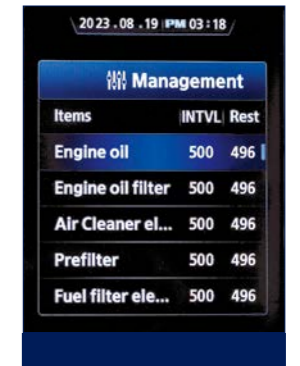 2023.08.19 PM 03:18
Management
Items INTVL Rest
Engine oil 500 496
Engine oil filter 500 496
Air Cleaner el... 500 496
Prefilter 500 496
Fuel filter ele... 500 496